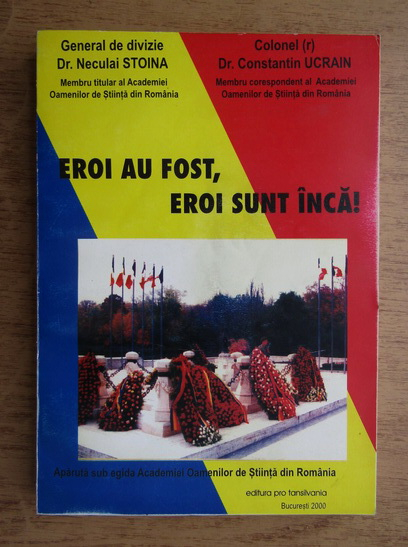 General de divizie
Dr. Neculai STOINA
Membru titular al Academiei
Oamenilor de Știință din România
Colonel (r)
Dr. Constantin UCRAIN
Membru corespondent al Academiei
Oamenilor de Știință din România
EROI AU FOST,
EROI SUNT ÎNCĂ!
Apărută sub egida Academiei Oamenilor de Știință din România
editura pro tansilvania
București 2000